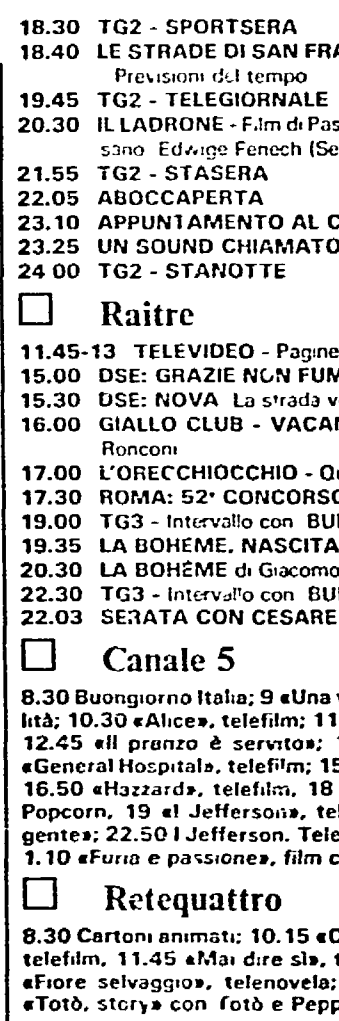 18.30 TG2 - SPORTSERA
18.40 LE STRADE DI SAN FRA
Previsioni del tempo
19.45 TG2 - TELEGIORNALE
20.30 IL LADRONE - Film di Pas
sano Edwige Fenech (Se
21.55 TG2 - STASERA
22.05 ABOCCAPERTA
23.10 APPUNTAMENTO AL C
23.25 UN SOUND CHIAMATO
24 00 TG2 - STANOTTE
Raitre
11.45-13 TELEVIDEO - Pagine
15.00 DSE: GRAZIE NON FUM
15.30 DSE: NOVA La strada v
16.00 GIALLO CLUB - VACAN
Ronconi
17.00 L'ORECCHIOCCHIO - Qu
17.30 ROMA: 52° CONCORSO
19.00 TG3 - Intervallo con BUI
19.35 LA BOHÈME. NASCITA
20.30 LA BOHÈME di Giacomo
22.30 TG3 - Intervallo con BUI
22.03 SERATA CON CESARE
Canale 5
8.30 Buongiorno Italia; 9 «Una v
lità; 10.30 «Alice», telefilm; 11
12.45 «Il pranzo è servito»; 1
«General Hospital», telefilm; 15
16.50 «Hazzard», telefilm, 18
Popcorn, 19 «I Jefferson», tel
gente»; 22.50 I Jefferson. Tele
1.10 «Furia e passione», film c
Retequattro
8.30 Cartoni animati; 10.15 «C
telefilm, 11.45 «Mai dire sì», t
«Fiore selvaggio», telenovela;
«Totò, story» con Totò e Pepp